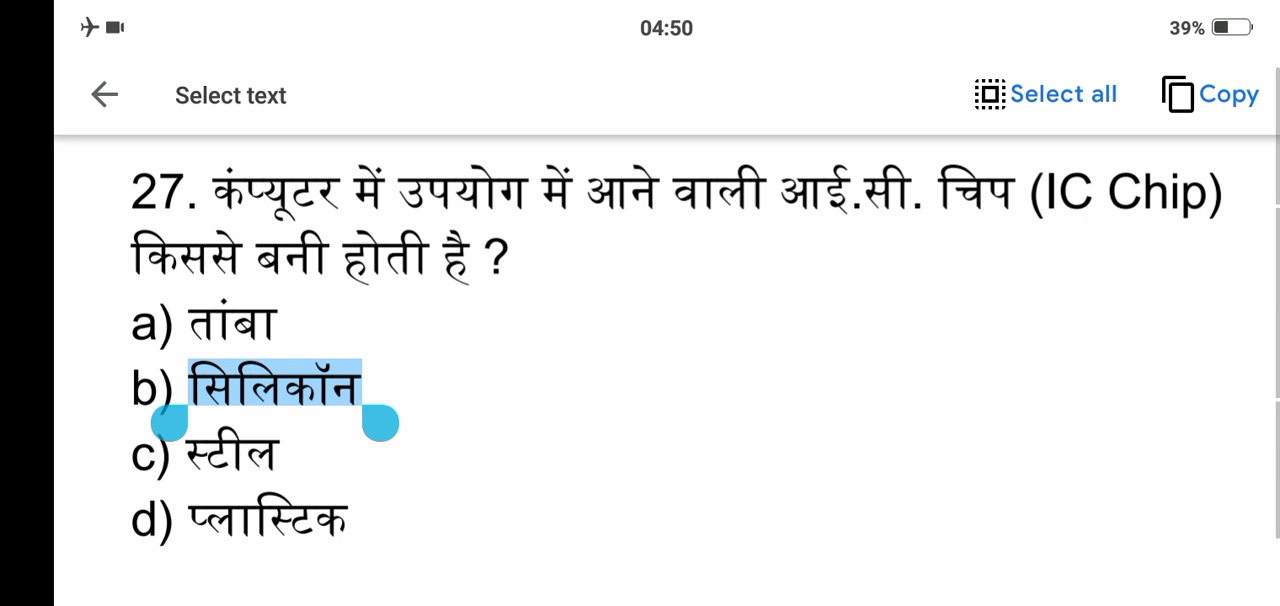 04:50
39%
Select text
Select all
Copy
27. कंप्यूटर में उपयोग में आने वाली आई.सी. चिप (IC Chip)
किससे बनी होती है ?
a) तांबा
b) सिलिकॉन
c) स्टील
d) प्लास्टिक